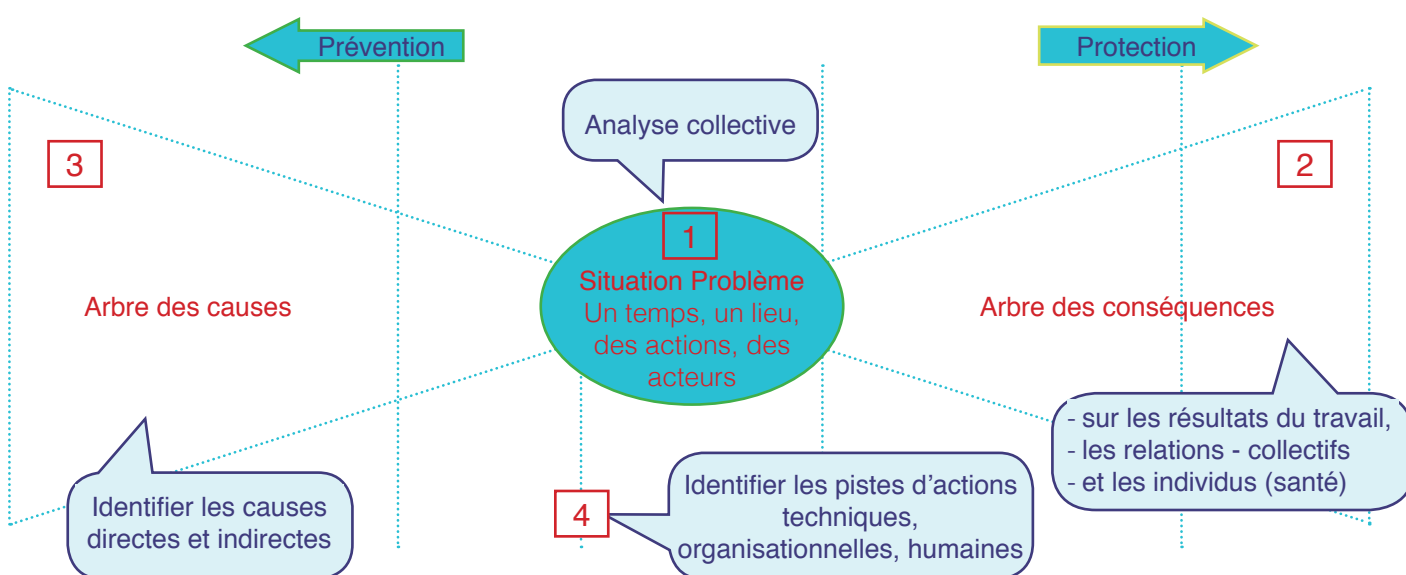 Prévention
Protection
Analyse collective
3
2
1
Situation Problème
Un temps, un lieu,
des actions, des
acteurs
Arbre des causes
Arbre des conséquences
- sur les résultats du travail,
- les relations - collectifs
- et les individus (santé)
Identifier les causes
directes et indirectes
4
Identifier les pistes d'actions
techniques,
organisationnelles, humaines